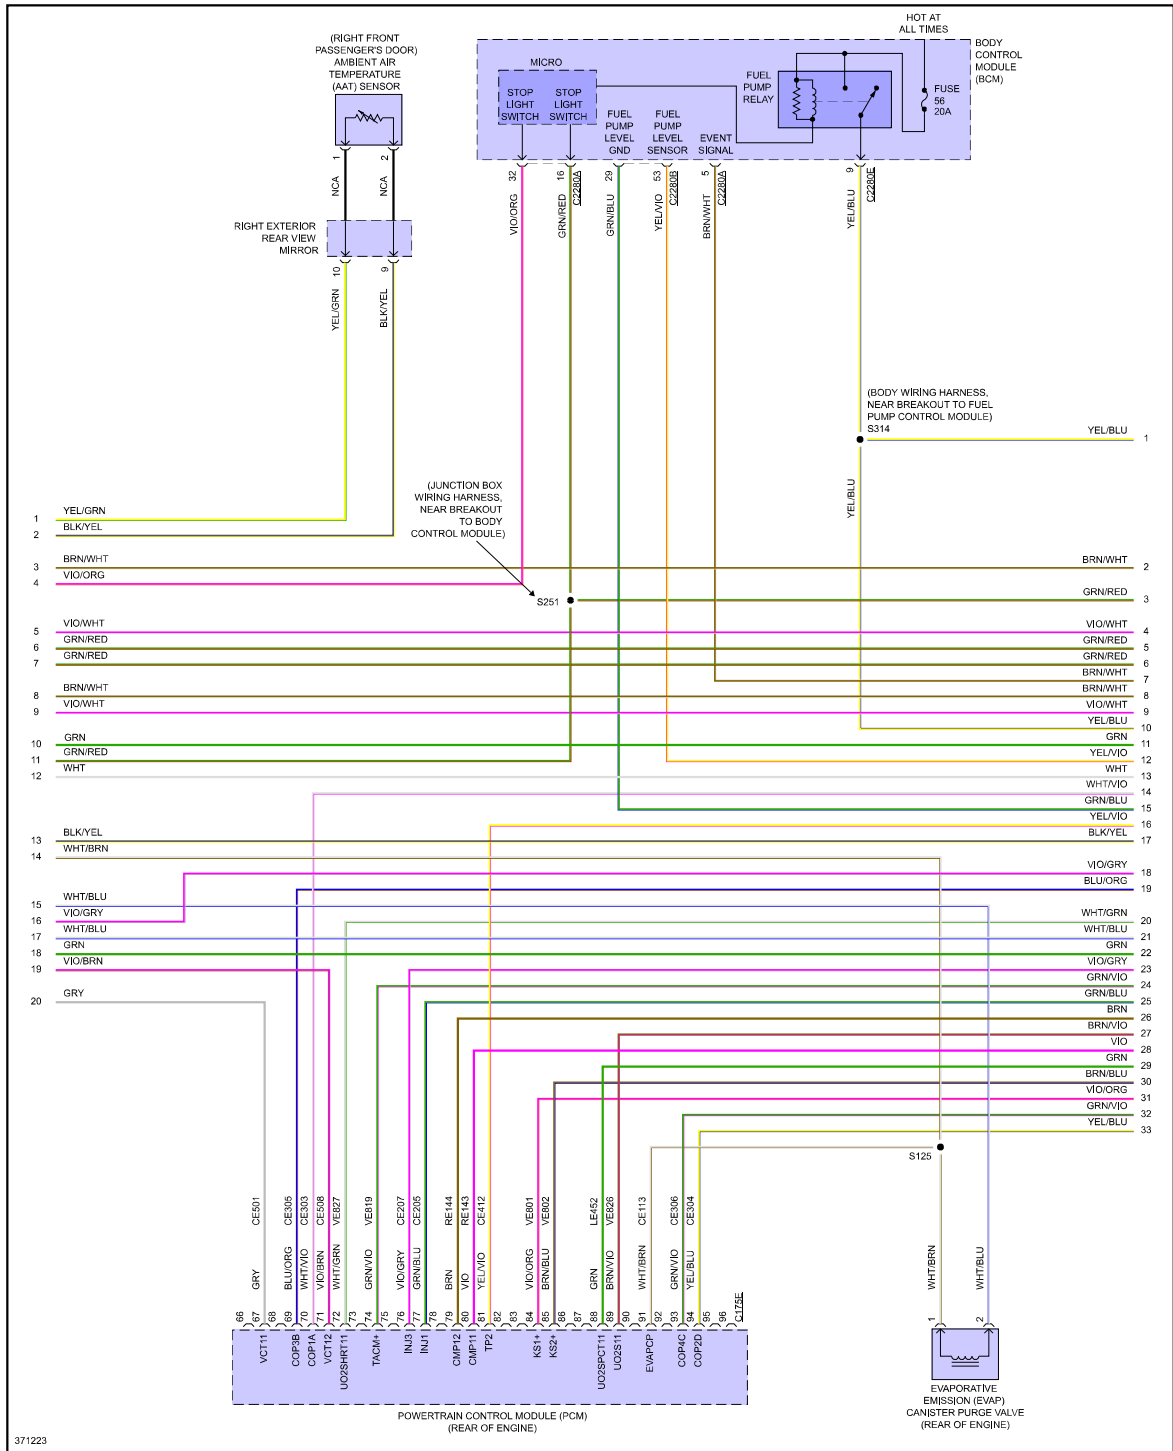 HOT AT
ALL TIMES
(RIGHT FRONT
PASSENGER'S DOOR)
AMBIENT AIR
TEMPERATURE
(AAT) SENSOR
BODY
CONTROL
MODULE
(BCM)
MICRO
STOP
LIGHT
SWITCH
STOP
LIGHT
SWITCH
FUEL
PUMP
RELAY
FUSE
56
20A
FUEL
PUMP
LEVEL
GND
FUEL
PUMP
LEVEL
SENSOR
EVENT
SIGNAL
1
2
NCA
NCA
32
16
C2280A
29
53
C2280B
5
C2280A
9
C2280E
VIO/ORG
GRN/RED
GRN/BLU
YEL/VIO
BRN/WHT
YEL/BLU
RIGHT EXTERIOR
REAR VIEW
MIRROR
10
9
YEL/GRN
BLK/YEL
(BODY WIRING HARNESS,
NEAR BREAKOUT TO FUEL
PUMP CONTROL MODULE)
S314
YEL/BLU
1
YEL/BLU
(JUNCTION BOX
WIRING HARNESS,
NEAR BREAKOUT
TO BODY
CONTROL MODULE)
S251
1 YEL/GRN
2 BLK/YEL
3 BRN/WHT
4 VIO/ORG
5 VIO/WHT
6 GRN/RED
7 GRN/RED
8 BRN/WHT
9 VIO/WHT
10 GRN
11 GRN/RED
12 WHT
13 BLK/YEL
14 WHT/BRN
15 WHT/BLU
16 VIO/GRY
17 WHT/BLU
18 GRN
19 VIO/BRN
20 GRY
BRN/WHT 2
GRN/RED 3
VIO/WHT 4
GRN/RED 5
GRN/RED 6
BRN/WHT 7
BRN/WHT 8
VIO/WHT 9
YEL/BLU 10
GRN 11
YEL/VIO 12
WHT 13
WHT/VIO 14
GRN/BLU 15
YEL/VIO 16
BLK/YEL 17
VIO/GRY 18
BLU/ORG 19
WHT/GRN 20
WHT/BLU 21
GRN 22
VIO/GRY 23
GRN/VIO 24
GRN/BLU 25
BRN 26
BRN/VIO 27
VIO 28
GRN 29
BRN/BLU 30
VIO/ORG 31
GRN/VIO 32
YEL/BLU 33
S125
CE501
CE305
CE303
CE508
VE827
VE819
CE207
CE205
RE144
RE143
CE412
VE801
VE802
LE452
VE826
CE113
CE306
CE304
GRY
BLU/ORG
WHT/VIO
VIO/BRN
WHT/GRN
GRN/VIO
VIO/GRY
GRN/BLU
BRN
VIO
YEL/VIO
VIO/ORG
BRN/BLU
GRN
BRN/VIO
WHT/BRN
GRN/VIO
YEL/BLU
WHT/BRN
WHT/BLU
66
67
68
69
70
71
72
73
74
75
76
77
78
79
80
81
82
83
84
85
86
87
88
89
90
91
92
93
94
95
96
C175E
1
2
VCT11
COP3B
COP1A
VCT12
UO2SHRT11
TACM+
INJ3
INJ1
CMP12
CMP11
TP2
KS1+
KS2+
UO2SPCT11
UO2S11
EVAPCP
COP4C
COP2D
POWERTRAIN CONTROL MODULE (PCM)
(REAR OF ENGINE)
EVAPORATIVE
EMISSION (EVAP)
CANISTER PURGE VALVE
(REAR OF ENGINE)
371223